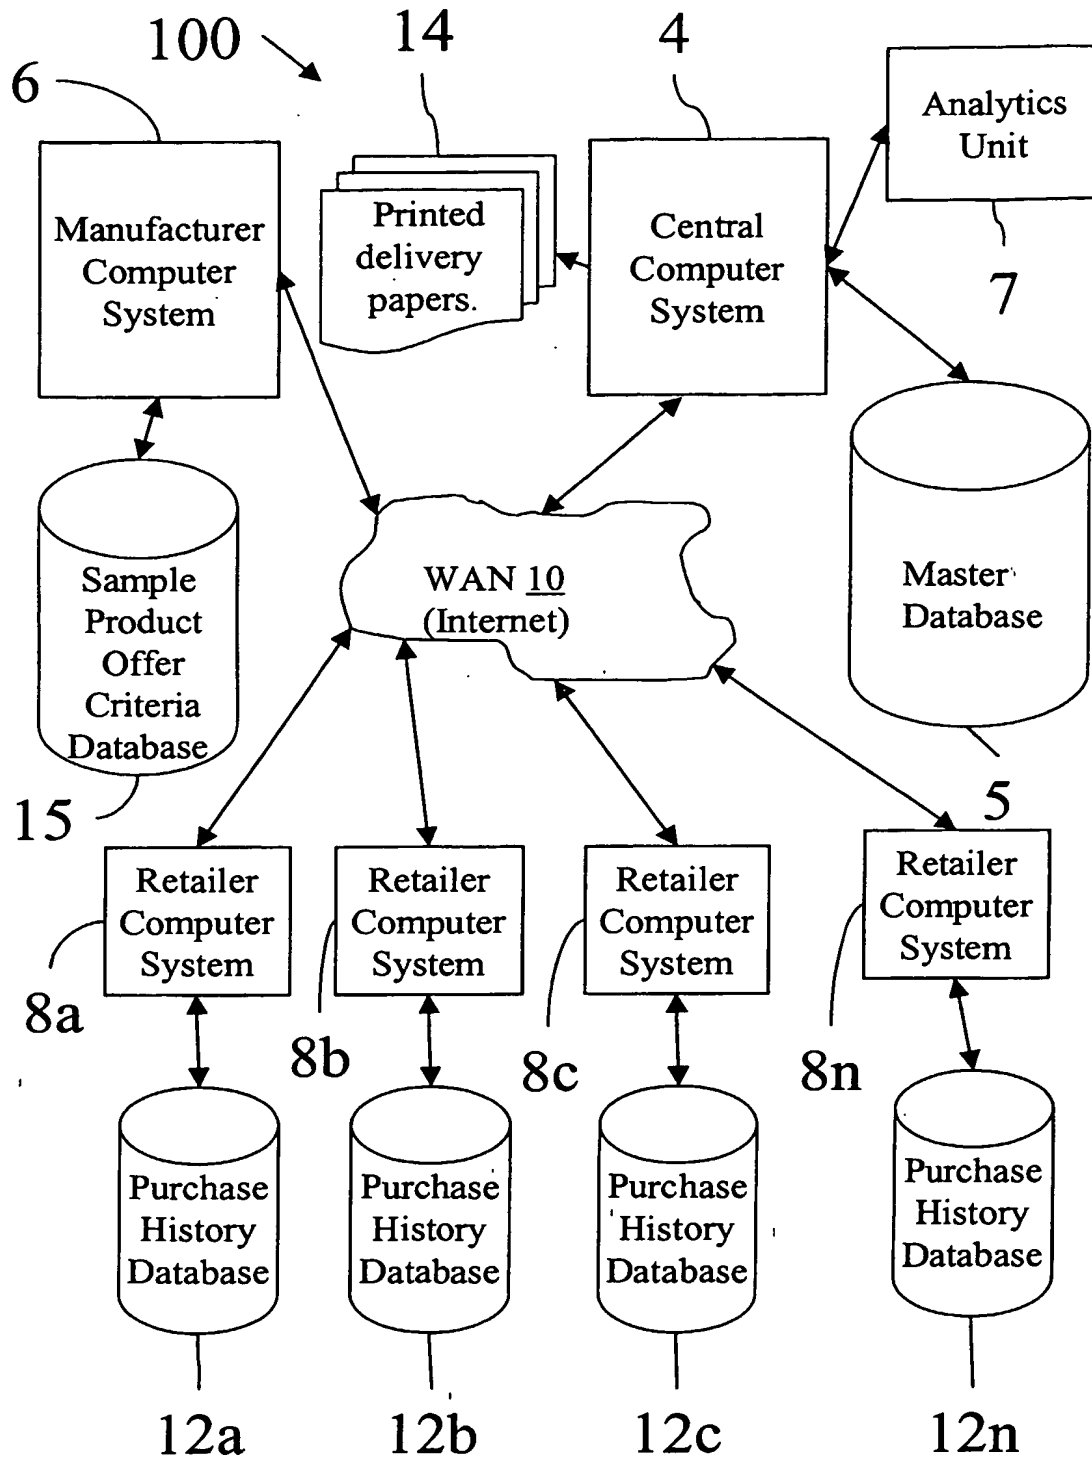 100
14
4
6
Analytics
Unit
Manufacturer
Computer
System
Printed
delivery
papers.
Central
Computer
System
7
Sample
Product
Offer
Criteria
Database
WAN 10
(Internet)
Master
Database
15
5
Retailer
Computer
System
Retailer
Computer
System
Retailer
Computer
System
Retailer
Computer
System
8a
8b
8c
8n
Purchase
History
Database
Purchase
History
Database
Purchase
History
Database
Purchase
History
Database
12a
12b
12c
12n